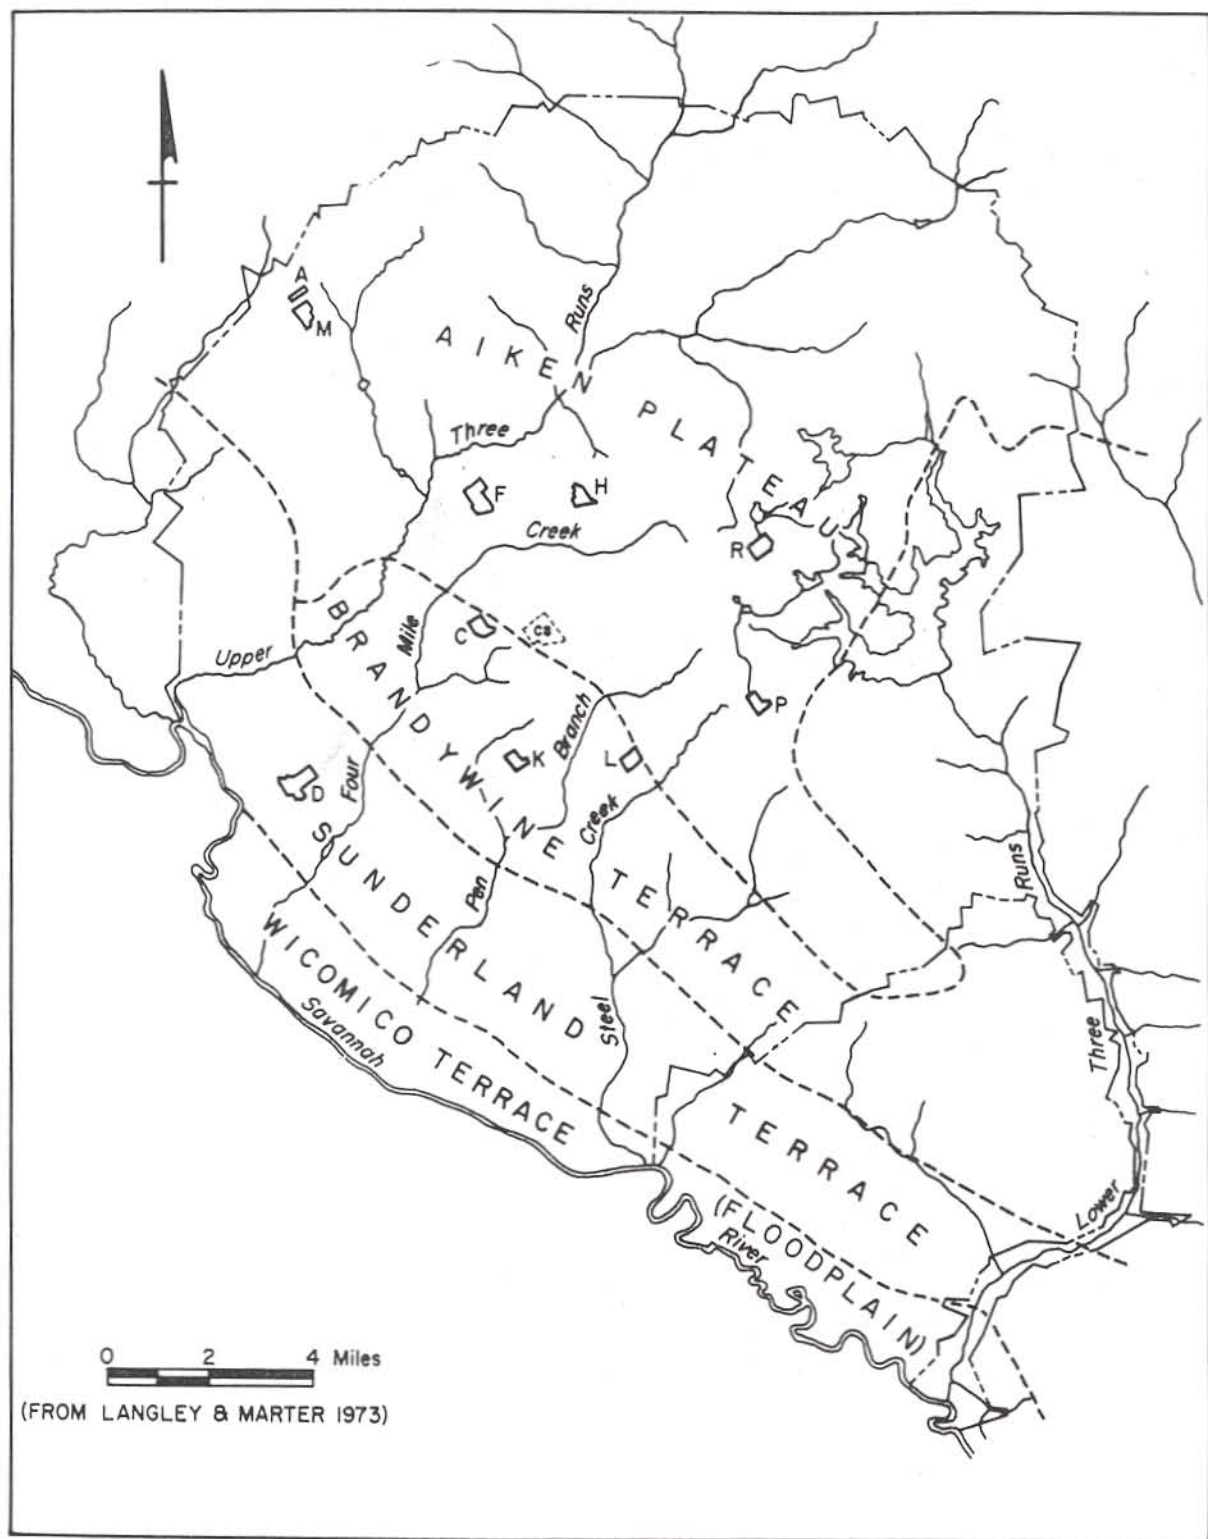 A
M
Runs
AIKEN
PLATEAU
Three
F
H
Creek
R
BRANDYWINE TERRACE
C
CS
Mile
Upper
Branch
P
K
L
Four
D
Creek
SUNDERLAND
TERRACE
Pen
Runs
WICOMICO TERRACE
(FLOODPLAIN)
Savannah
River
Steel
Three
Lower
0 2 4 Miles
(FROM LANGLEY & MARTER 1973)